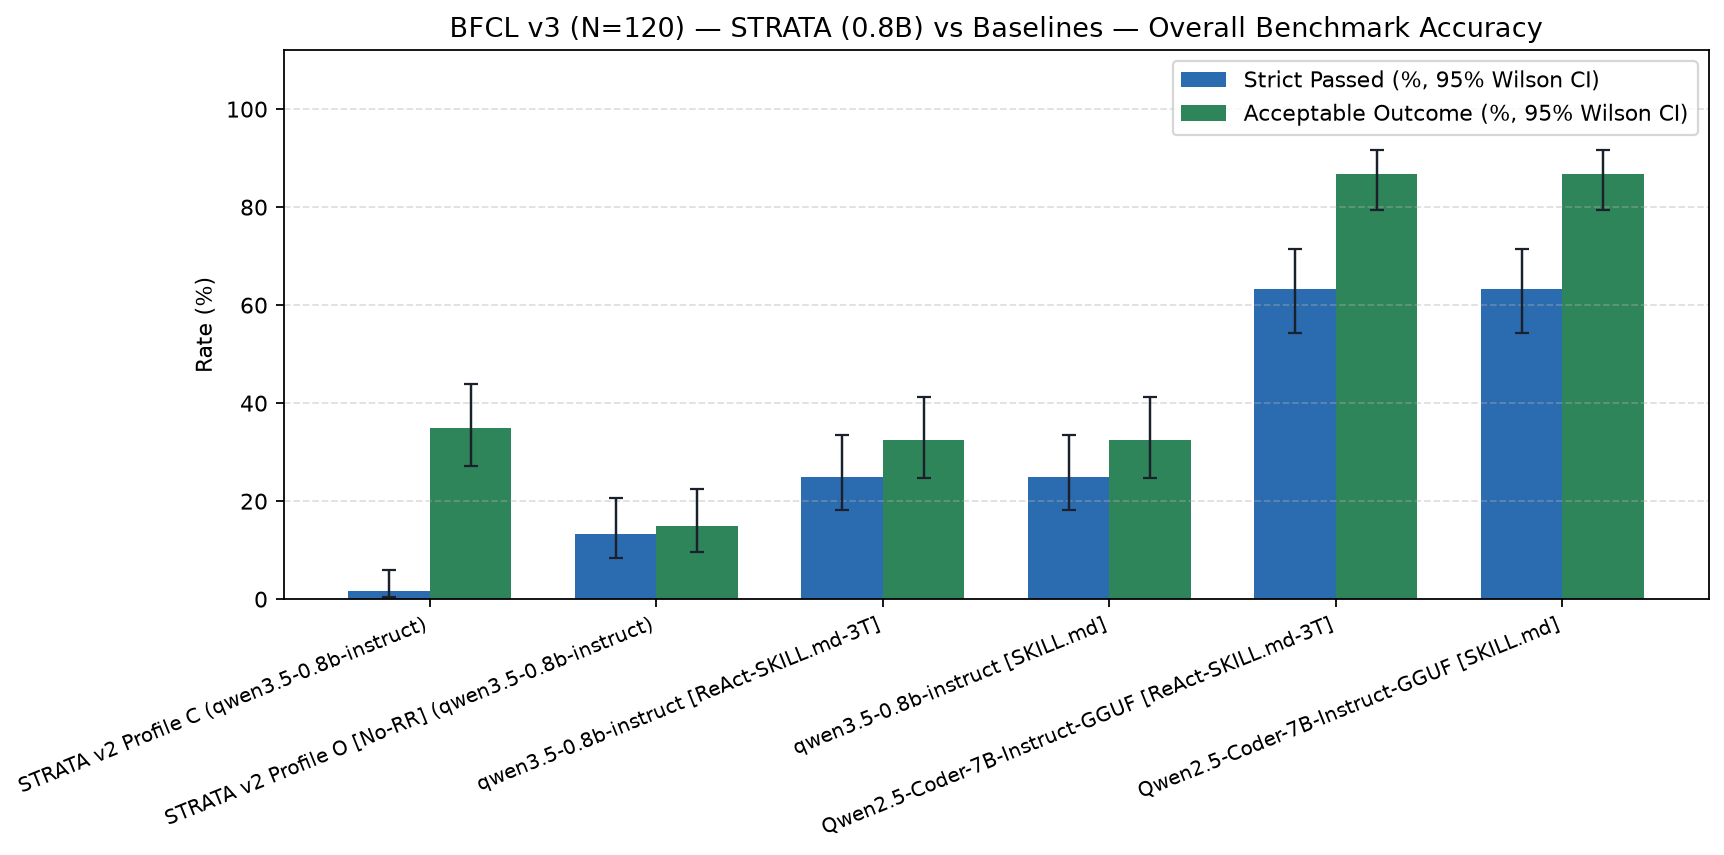 BFCL v3 (N=120) — STRATA (0.8B) vs Baselines — Overall Benchmark Accuracy
Strict Passed (%, 95% Wilson CI)
Acceptable Outcome (%, 95% Wilson CI)
Rate (%)
100
80
60
40
20
0
STRATA v2 Profile C (qwen3.5-0.8b-instruct)
STRATA v2 Profile O [No-RR] (qwen3.5-0.8b-instruct)
qwen3.5-0.8b-instruct [ReAct-SKILL.md-3T]
qwen3.5-0.8b-instruct [SKILL.md]
Qwen2.5-Coder-7B-Instruct-GGUF [ReAct-SKILL.md-3T]
Qwen2.5-Coder-7B-Instruct-GGUF [SKILL.md]